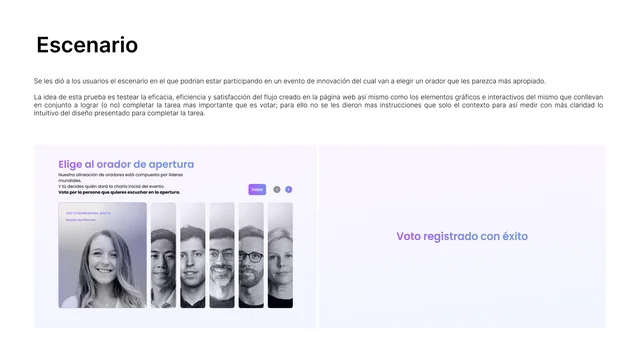 Escenario
Se les dió a los usuarios el escenario en el que podrian estar participando en un evento de innovación del cual van a elegir un orador que les parezca más apropiado.
La idea de esta prueba es testear la eficacia, eficiencia y satisfacción del flujo creado en la página web así mismo como los elementos gráficos e interactivos del mismo que conllevan
en conjunto a lograr (o no) completar la tarea mas importante que es votar; para ello no se les dieron mas instrucciones que solo el contexto para así medir con más claridad lo
intuitivo del diseño presentado para completar la tarea.
Elige al orador de apertura
Nuestra alineación de oradores está compuesta por líderes
mundiales.
Y tú decides quién dará la charla inicial del evento.
Vota por la persona que quieres escuchar en la apertura.
Votar
Voto registrado con éxito